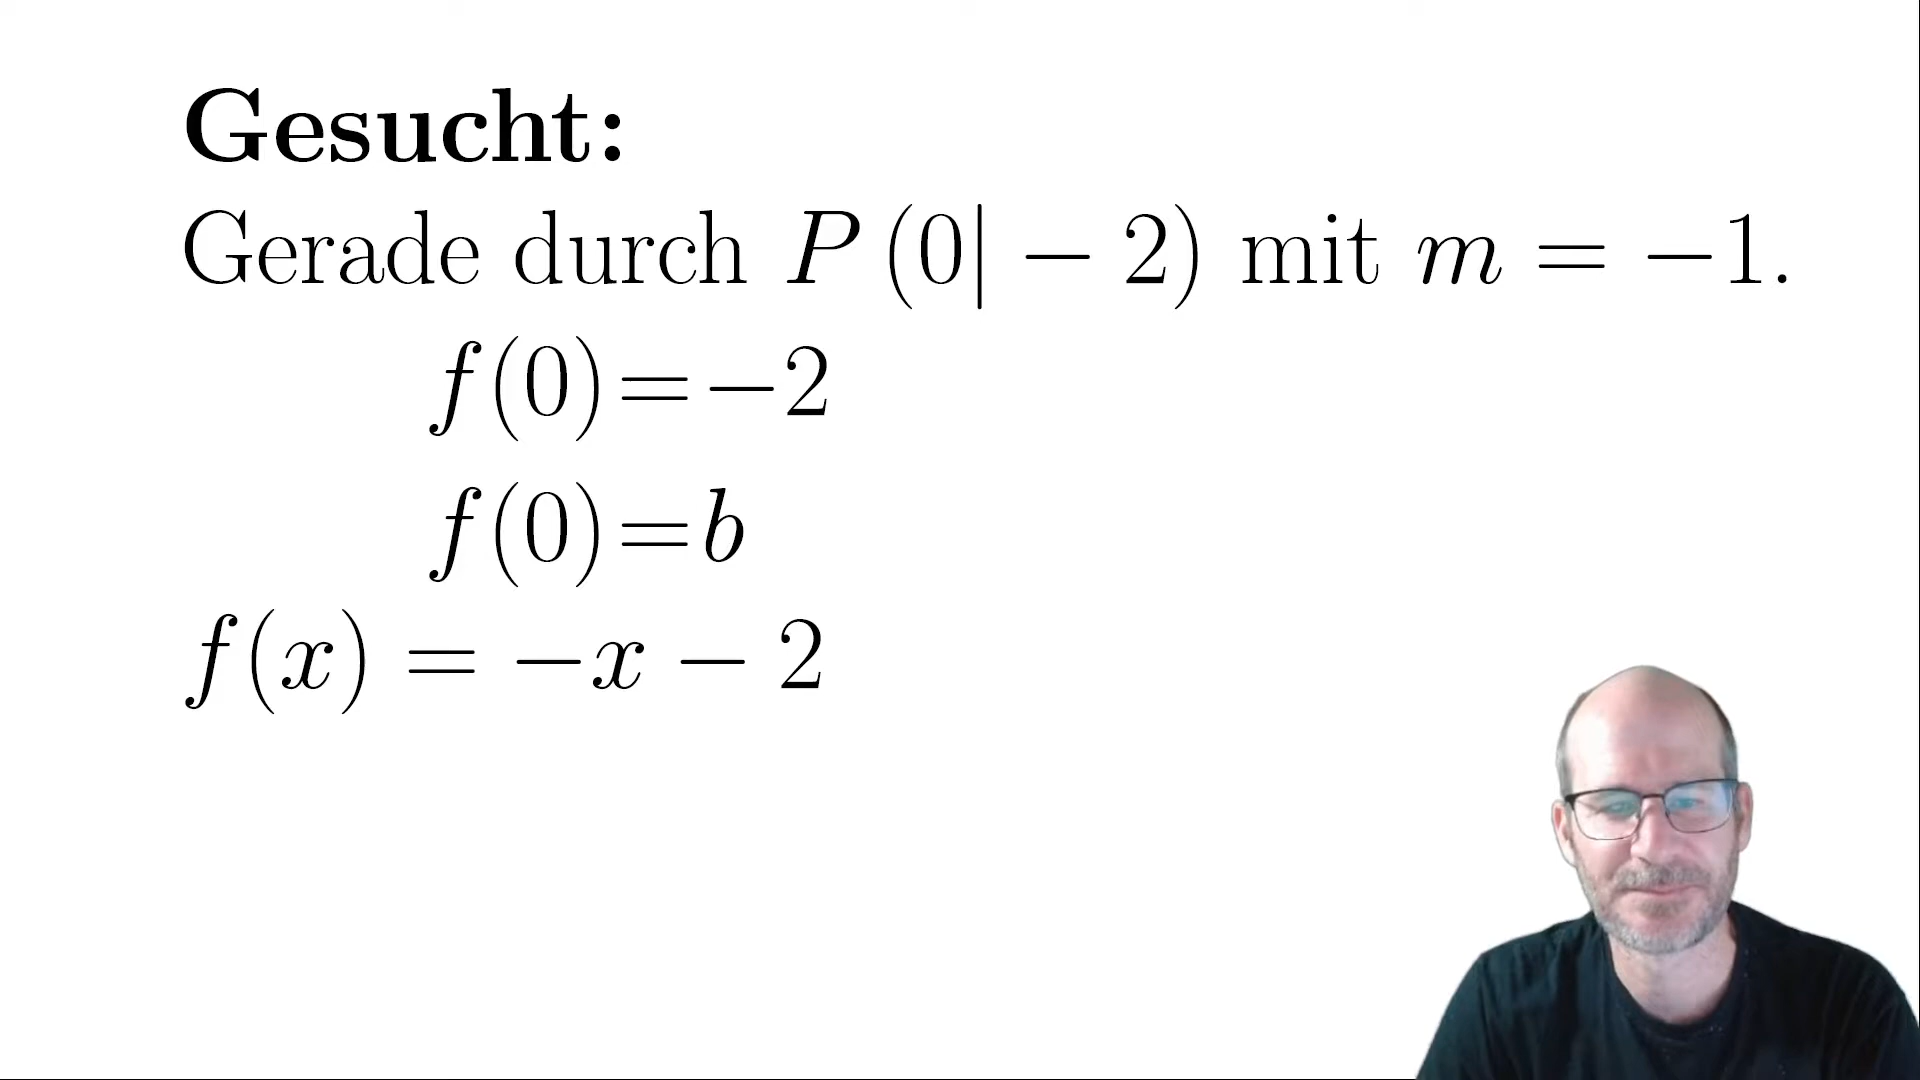 Gesucht:
Gerade durch P (0| − 2) mit m = −1.
f(0)=−2
f(0)=b
f(x) = −x − 2